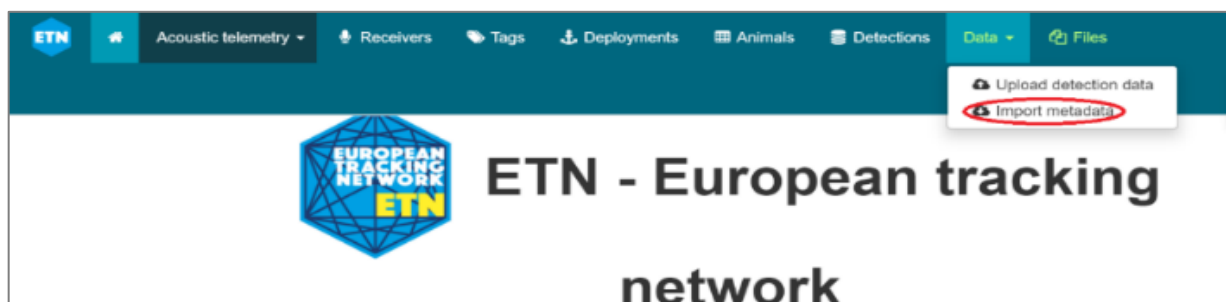 ETN Acoustic telemetry Receivers Tags Deployments Animals Detections Data Files
Upload detection data
Import metadata
EUROPEAN
TRACKING
NETWORK
ETN
ETN - European tracking
network